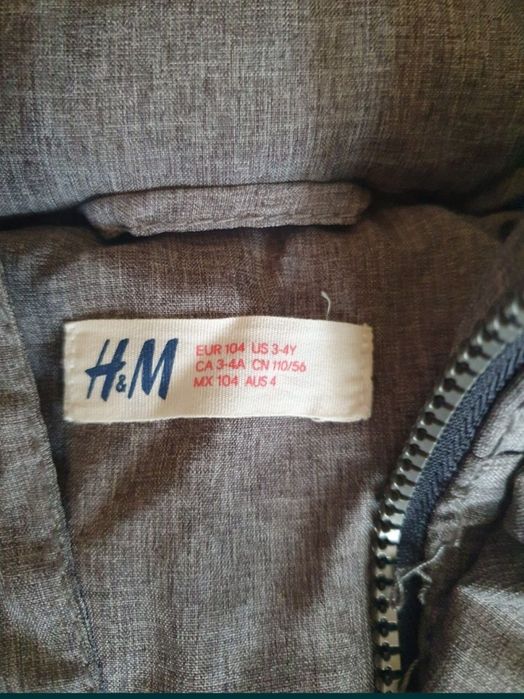 H&M
EUR 104 US 3-4Y
CA 3-4A CN 110/56
MX 104 AUS 4